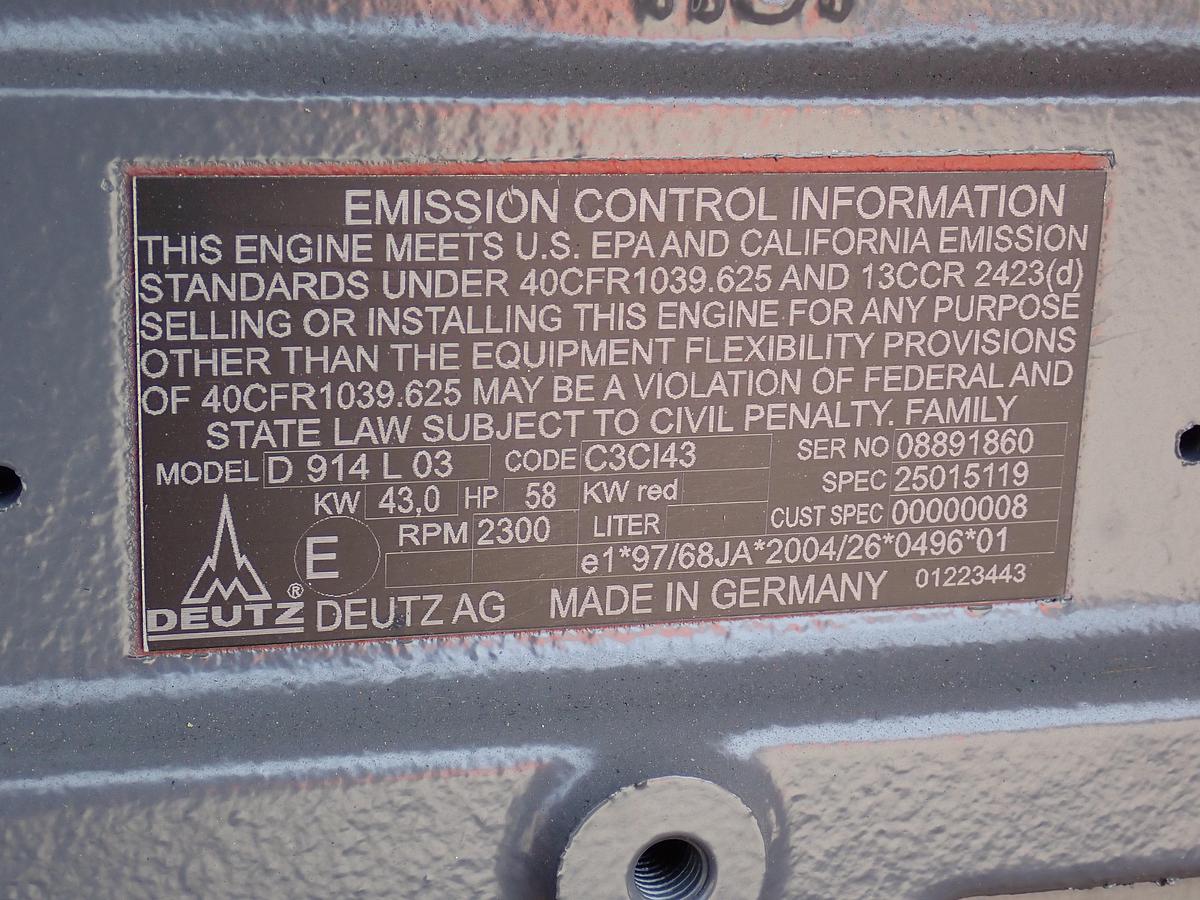 EMISSION CONTROL INFORMATION
THIS ENGINE MEETS U.S. EPA AND CALIFORNIA EMISSION
STANDARDS UNDER 40CFR1039.625 AND 13CCR 2423(d)
SELLING OR INSTALLING THIS ENGINE FOR ANY PURPOSE
OTHER THAN THE EQUIPMENT FLEXIBILITY PROVISIONS
OF 40CFR1039.625 MAY BE A VIOLATION OF FEDERAL AND
STATE LAW SUBJECT TO CIVIL PENALTY. FAMILY
MODEL D 914 L 03 CODE C3CI43 SER NO 08891860
KW 43,0 HP 58 KW red SPEC 25015119
E RPM 2300 LITER CUST SPEC 00000008
e1*97/68JA*2004/26*0496*01
DEUTZ® DEUTZ AG MADE IN GERMANY 01223443